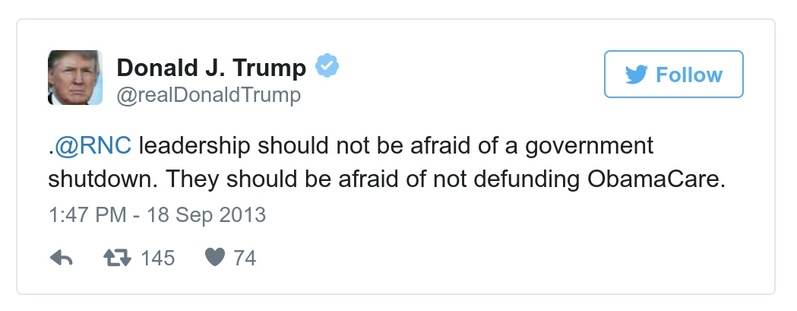 Donald J. Trump
@realDonaldTrump
Follow
.@RNC leadership should not be afraid of a government
shutdown. They should be afraid of not defunding ObamaCare.
1:47 PM - 18 Sep 2013
145 74